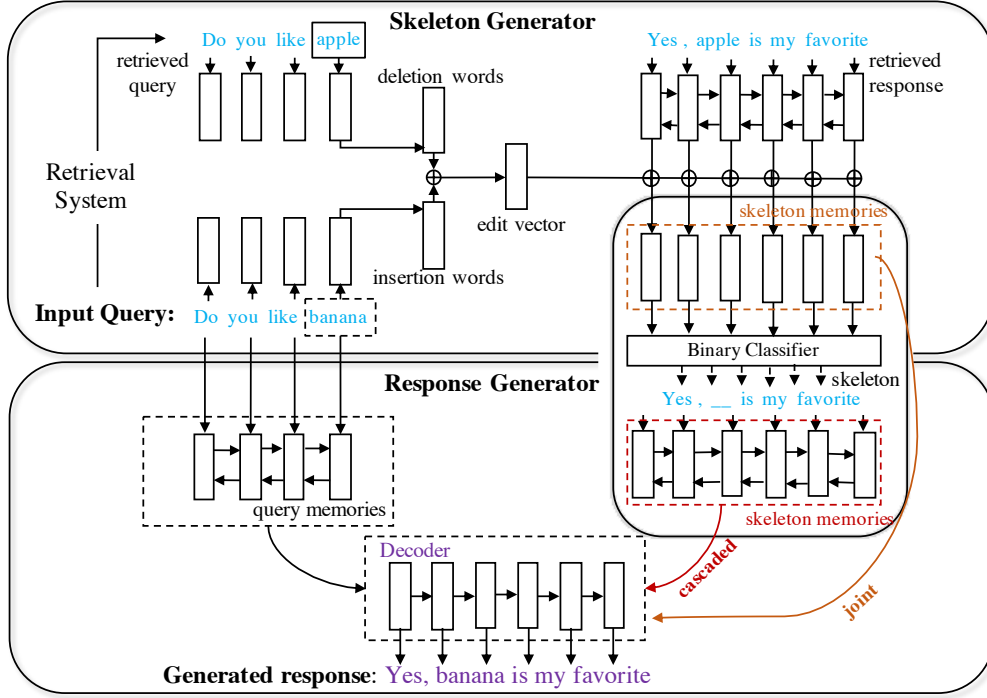 Skeleton Generator
Do you like apple
Yes , apple is my favorite
retrieved
query
deletion words
retrieved
response
Retrieval
System
edit vector
skeleton memories
insertion words
Input Query:
Do you like banana
Binary Classifier
Response Generator
skeleton
Yes , __ is my favorite
query memories
skeleton memories
Decoder
cascaded
joint
Generated response: Yes, banana is my favorite